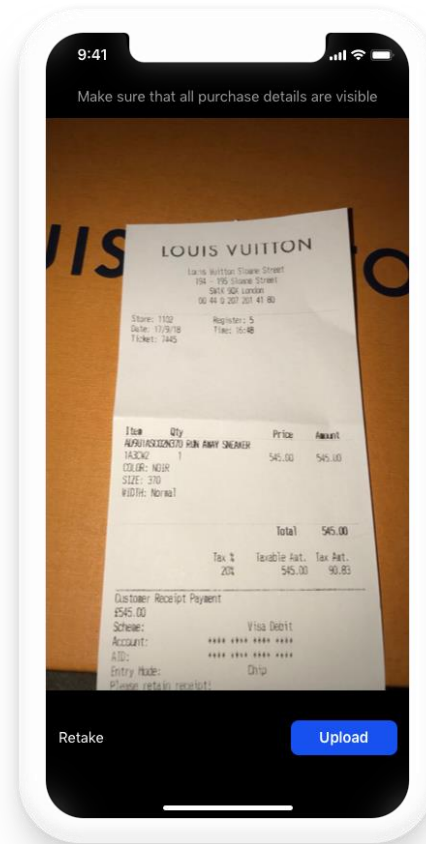 9:41
Make sure that all purchase details are visible
UIS TO
LOUIS VUITTON
Louis Vuitton Sloane Street
194 - 195 Sloane Street
SW1X 9QX London
00 44 0 207 201 41 80
Store: 1102 Register: 5
Date: 17/9/18 Time: 16:48
Ticket: 7445
Item Qty Price Amount
RUN AWAY SNEAKER
1 545.00 545.00
COLOR: NOIR
SIZE: 370
WIDTH: Normal
Total 545.00
Tax % Taxable Amt. Tax Amt.
20% 545.00 90.83
Customer Receipt Payment
£545.00
Scheme: Visa Debit
Account: **** **** **** ****
AID: **** **** **** ****
Entry Mode: Chip
Please retain receipt:
Retake
Upload